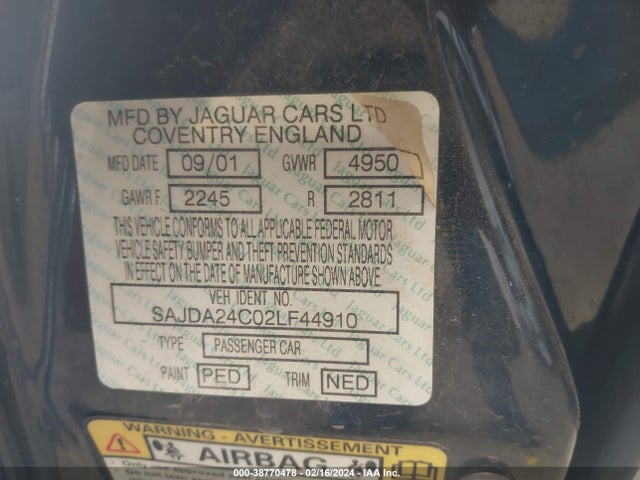 MFD BY JAGUAR CARS LTD
COVENTRY ENGLAND
MFD DATE 09/01 GVWR 4950
GAWR F 2245 R 2811
THIS VEHICLE CONFORMS TO ALL APPLICABLE FEDERAL MOTOR
VEHICLE SAFETY BUMPER AND THEFT PREVENTION STANDARDS
IN EFFECT ON THE DATE OF MANUFACTURE SHOWN ABOVE.
VEH IDENT NO.
SAJDA24C02LF44910
TYPE PASSENGER CAR
PAINT PED TRIM NED
WARNING - AVERTISSEMENT
AIRBAG
000-38770478 - 02/16/2024 - IAA Inc.